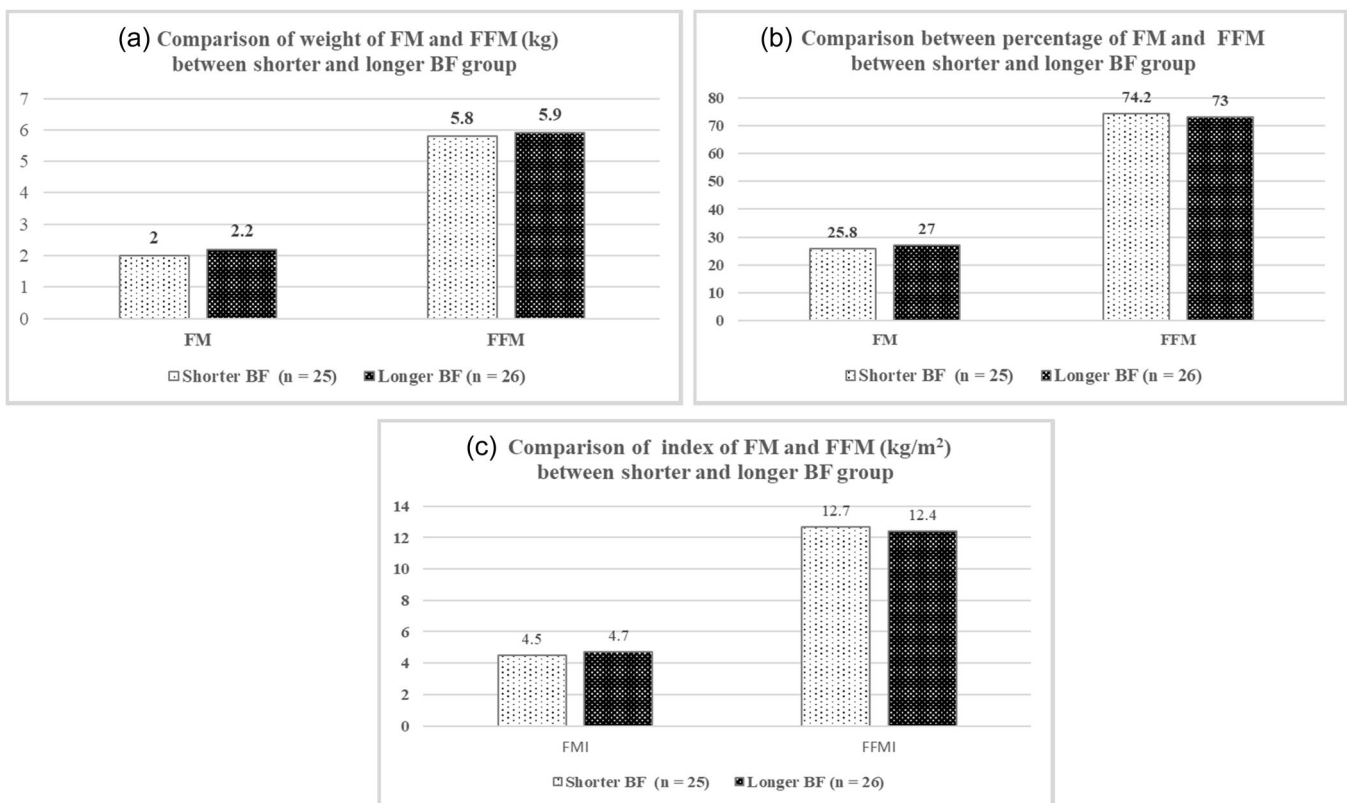 (a) Comparison of weight of FM and FFM (kg)
between shorter and longer BF group
7
6
5
4
3
2
1
0
2
2.2
5.8
5.9
FM
FFM
Shorter BF (n = 25)
Longer BF (n = 26)
(b) Comparison between percentage of FM and FFM
between shorter and longer BF group
80
70
60
50
40
30
20
10
0
25.8
27
74.2
73
FM
FFM
Shorter BF (n = 25)
Longer BF (n = 26)
(c) Comparison of index of FM and FFM (kg/m²)
between shorter and longer BF group
14
12
10
8
6
4
2
0
4.5
4.7
12.7
12.4
FMI
FFMI
Shorter BF (n = 25)
Longer BF (n = 26)